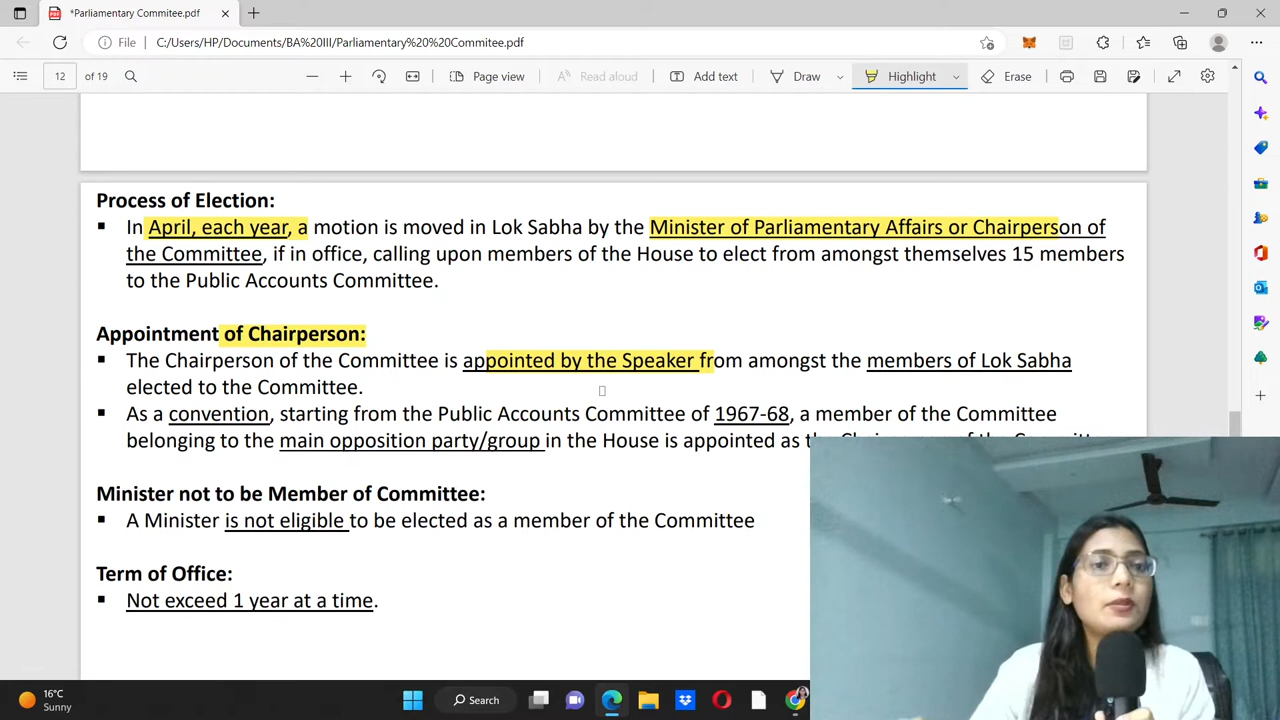 *Parliamentary Commitee.pdf
File C:/Users/HP/Documents/BA%20III/Parliamentary%20%20Commitee.pdf
12 of 19 Page view Read aloud Add text Draw Highlight Erase
Process of Election:
▪ In April, each year, a motion is moved in Lok Sabha by the Minister of Parliamentary Affairs or Chairperson of
the Committee, if in office, calling upon members of the House to elect from amongst themselves 15 members
to the Public Accounts Committee.
Appointment of Chairperson:
▪ The Chairperson of the Committee is appointed by the Speaker from amongst the members of Lok Sabha
elected to the Committee.
▪ As a convention, starting from the Public Accounts Committee of 1967-68, a member of the Committee
belonging to the main opposition party/group in the House is appointed as
Minister not to be Member of Committee:
▪ A Minister is not eligible to be elected as a member of the Committee
Term of Office:
▪ Not exceed 1 year at a time.
16°C
Sunny
Search